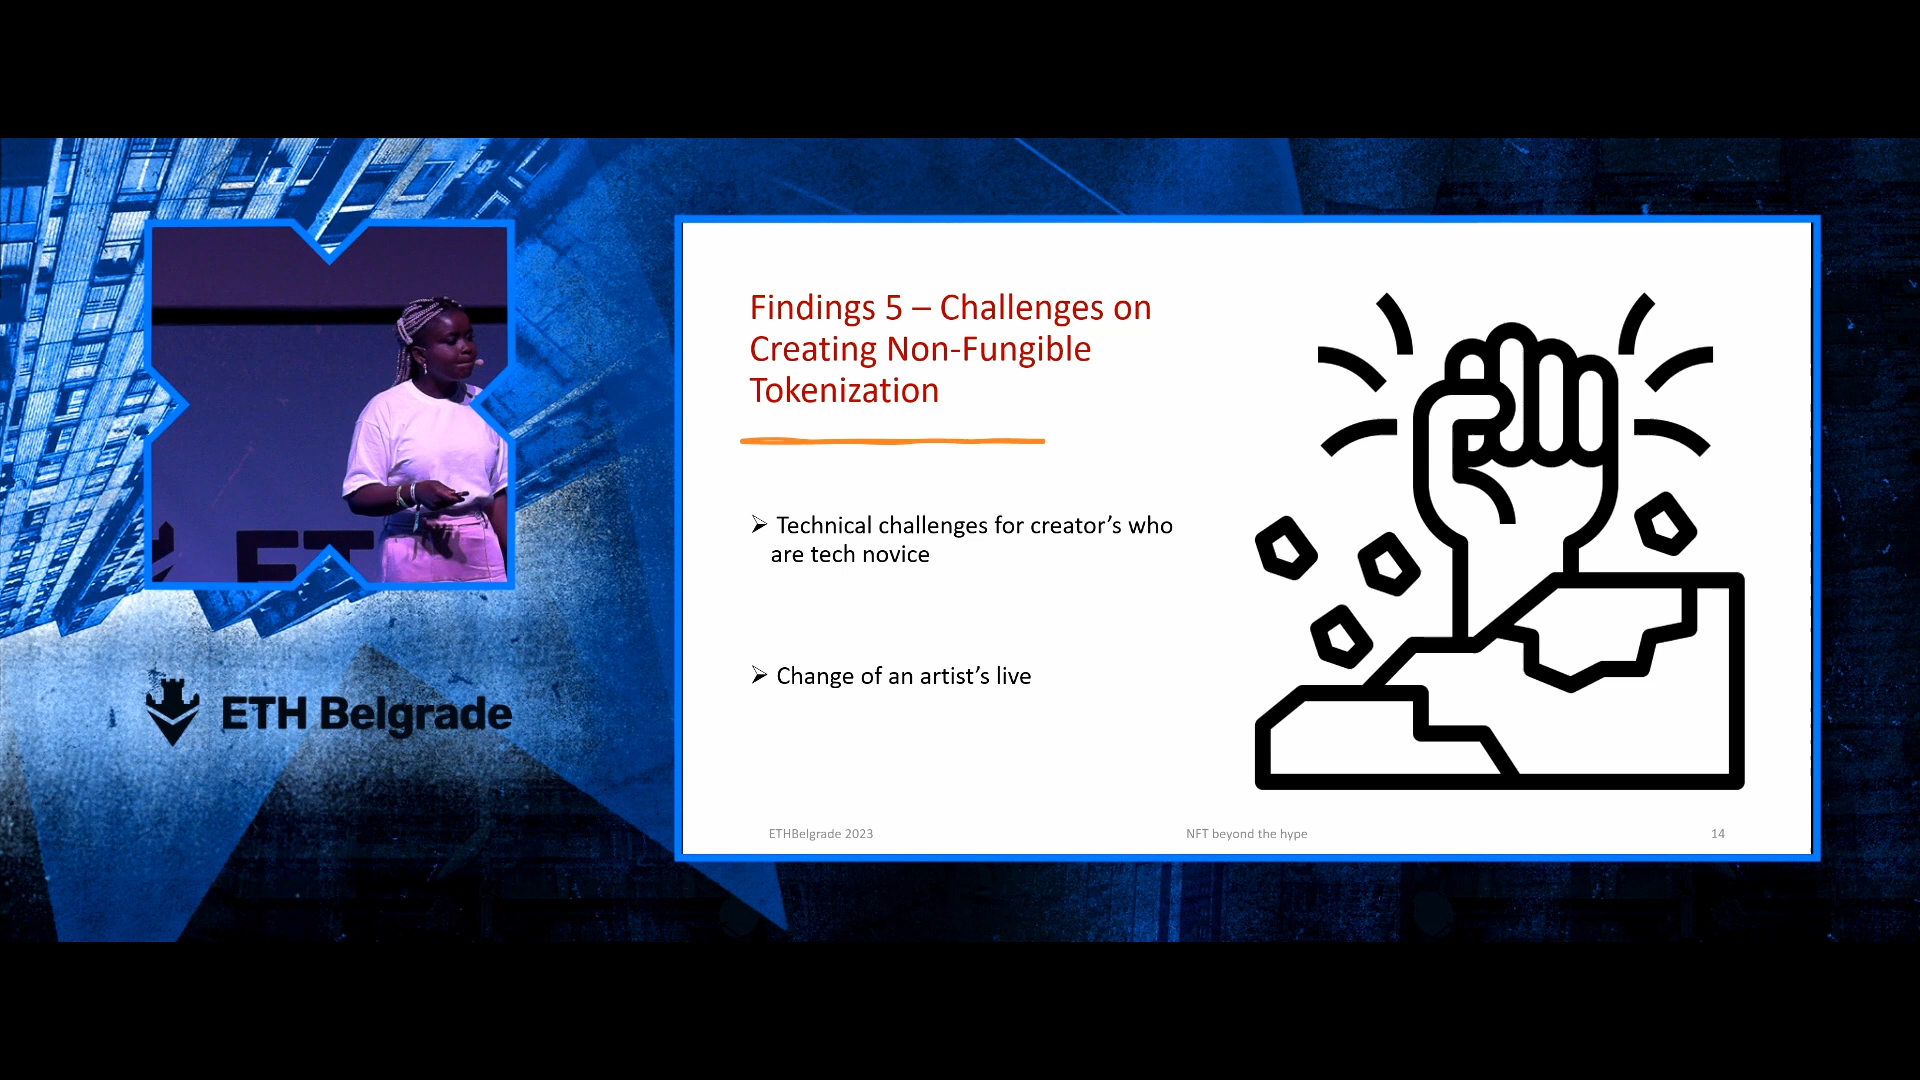 Findings 5 – Challenges on
Creating Non-Fungible
Tokenization
➢ Technical challenges for creator’s who
are tech novice
➢ Change of an artist’s live
ETHBelgrade 2023
NFT beyond the hype
14
ET
ETH Belgrade